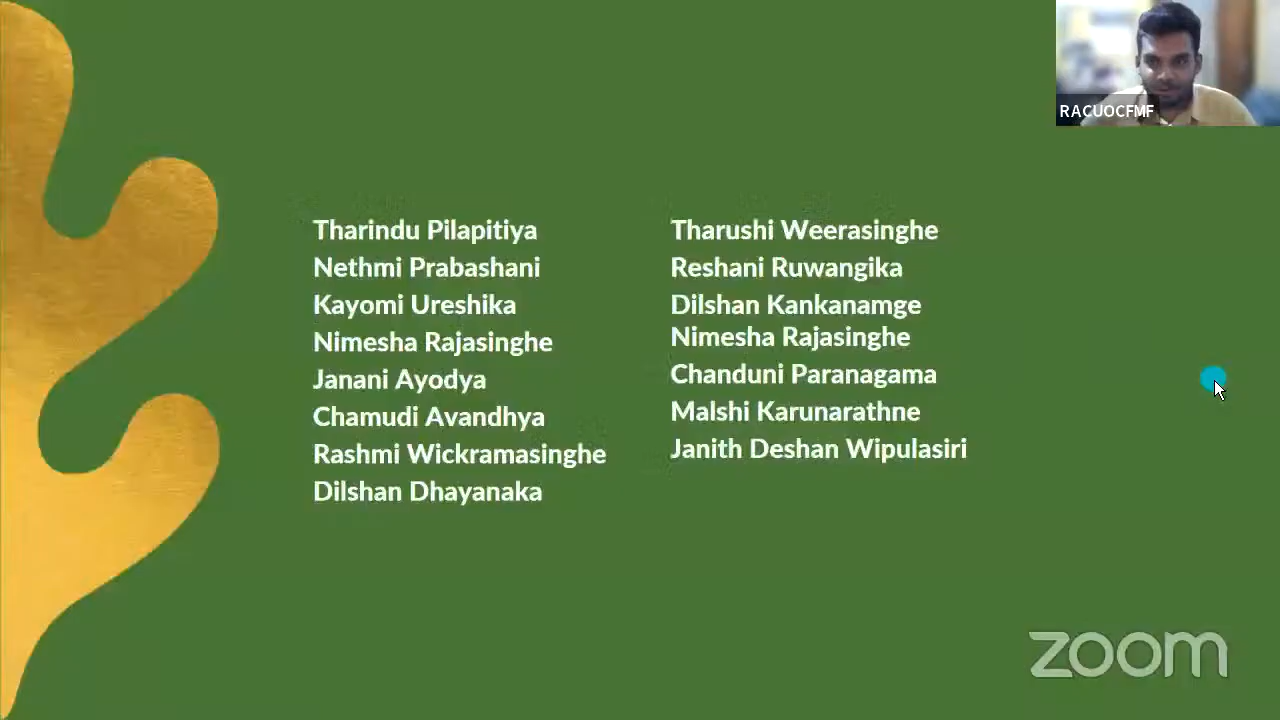 RACUOCFMF
Tharindu Pilapitiya
Nethmi Prabashani
Kayomi Ureshika
Nimesha Rajasinghe
Janani Ayodya
Chamudi Avandhya
Rashmi Wickramasinghe
Dilshan Dhayanaka
Tharushi Weerasinghe
Reshani Ruwangika
Dilshan Kankanamge
Nimesha Rajasinghe
Chanduni Paranagama
Malshi Karunarathne
Janith Deshan Wipulasiri
zoom